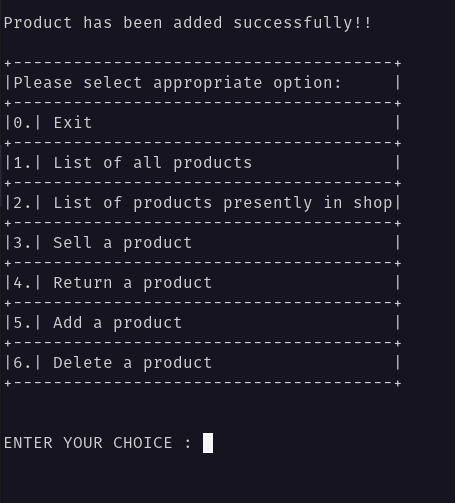 Product has been added successfully!!
+--------------------------------------+
|Please select appropriate option:     |
+--------------------------------------+
|0.| Exit                              |
+--------------------------------------+
|1.| List of all products              |
+--------------------------------------+
|2.| List of products presently in shop|
+--------------------------------------+
|3.| Sell a product                    |
+--------------------------------------+
|4.| Return a product                  |
+--------------------------------------+
|5.| Add a product                     |
+--------------------------------------+
|6.| Delete a product                  |
+--------------------------------------+
ENTER YOUR CHOICE :